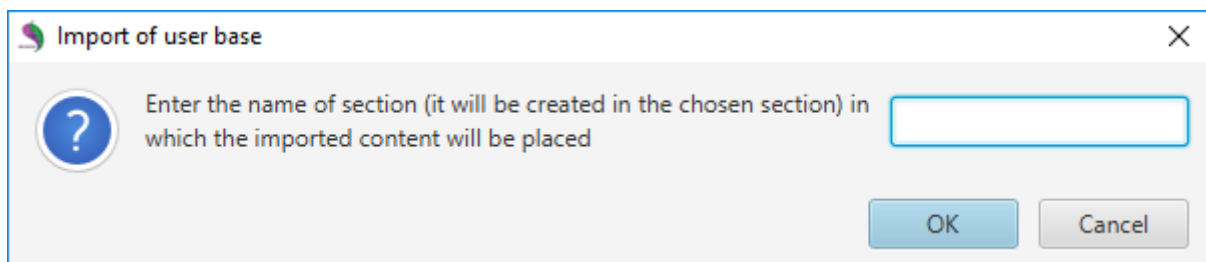 Import of user base
Enter the name of section (it will be created in the chosen section) in
which the imported content will be placed
OK
Cancel